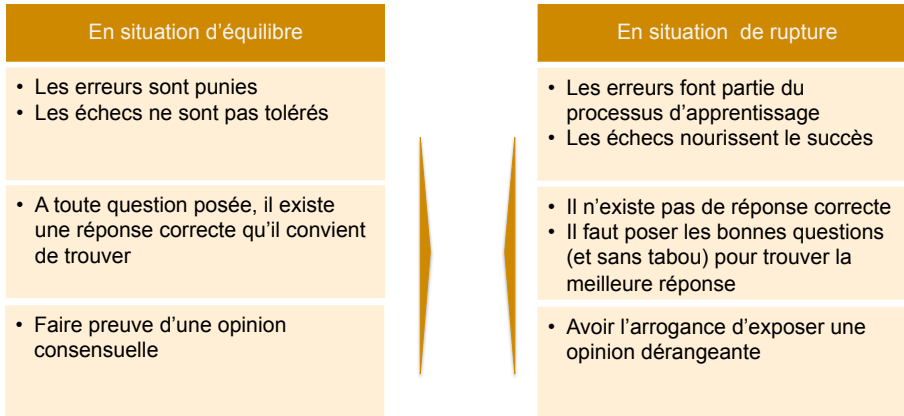 En situation d’équilibre
• Les erreurs sont punies
• Les échecs ne sont pas tolérés
• A toute question posée, il existe
une réponse correcte qu’il convient
de trouver
• Faire preuve d’une opinion
consensuelle
En situation de rupture
• Les erreurs font partie du
processus d’apprentissage
• Les échecs nourissent le succès
• Il n’existe pas de réponse correcte
• Il faut poser les bonnes questions
(et sans tabou) pour trouver la
meilleure réponse
• Avoir l’arrogance d’exposer une
opinion dérangeante